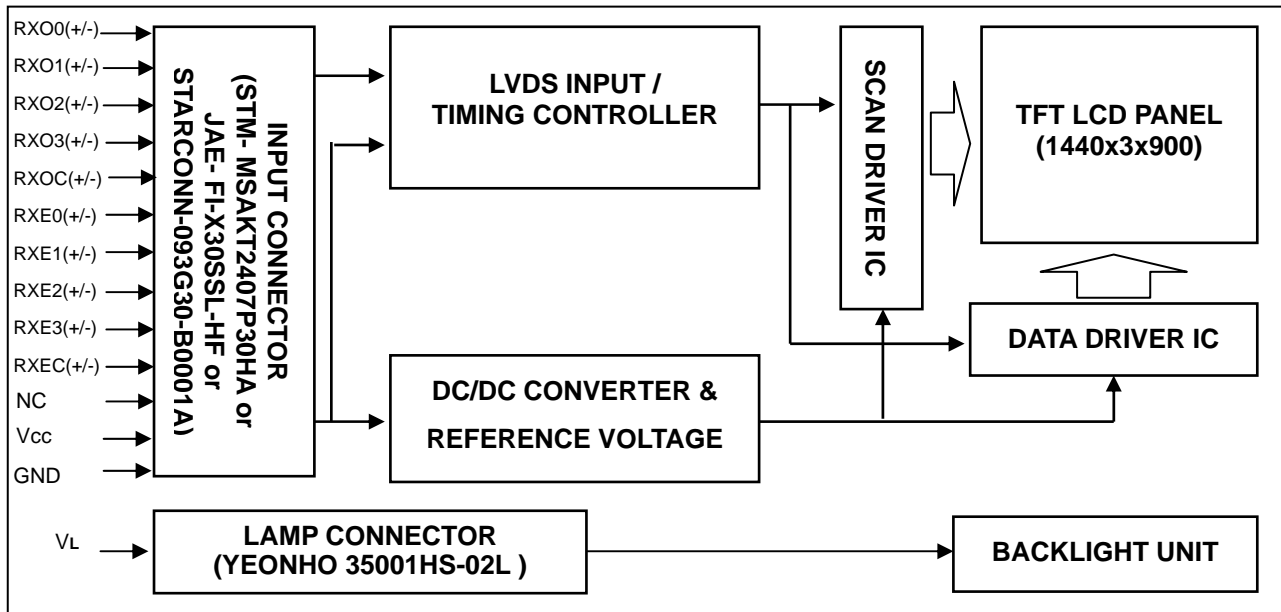 RXO0(+/-)
RXO1(+/-)
RXO2(+/-)
RXO3(+/-)
RXOC(+/-)
RXE0(+/-)
RXE1(+/-)
RXE2(+/-)
RXE3(+/-)
RXEC(+/-)
NC
Vcc
GND
VL
INPUT CONNECTOR
(STM- MSAKT2407P30HA or
JAE- FI-X30SSL-HF or
STARCONN-093G30-B0001A)
LVDS INPUT /
TIMING CONTROLLER
DC/DC CONVERTER &
REFERENCE VOLTAGE
SCAN DRIVER IC
TFT LCD PANEL
(1440x3x900)
DATA DRIVER IC
LAMP CONNECTOR
(YEONHO 35001HS-02L )
BACKLIGHT UNIT